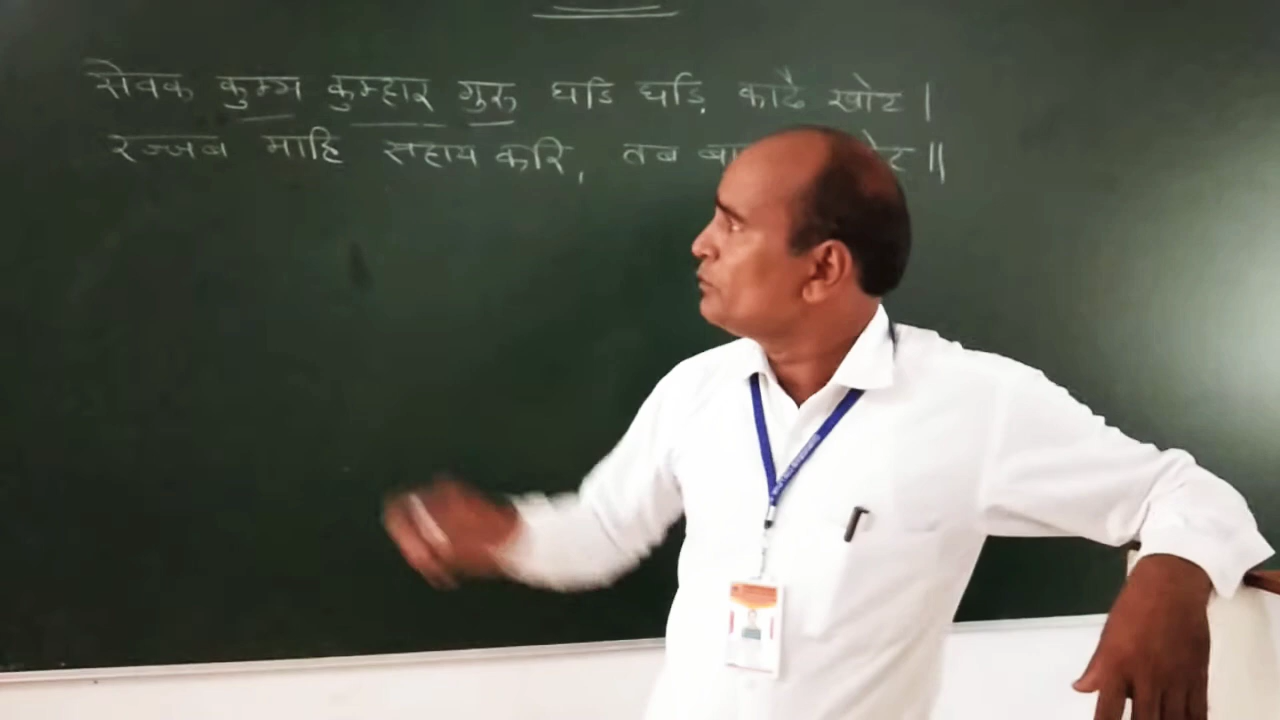 सेवक कुम्भ कुम्हार गुरु घडि घडि़ काढै खोट |
रज्जब माहि सहाय करि, तब ||